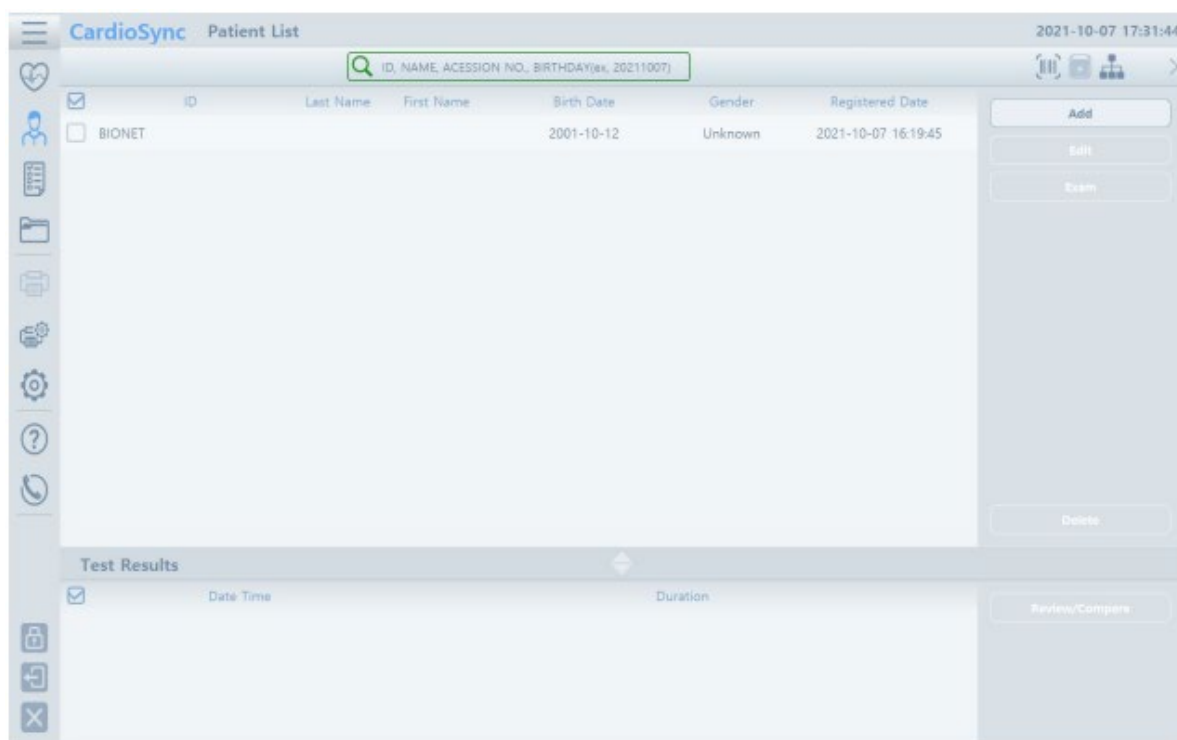 CardioSync Patient List 2021-10-07 17:31:44
ID, NAME, ACESSION NO., BIRTHDAY(ex, 20211007)
ID Last Name First Name Birth Date Gender Registered Date
BIONET 2001-10-12 Unknown 2021-10-07 16:19:45
Add
Edit
Exam
Delete
Test Results
Date Time Duration
Review/Compare